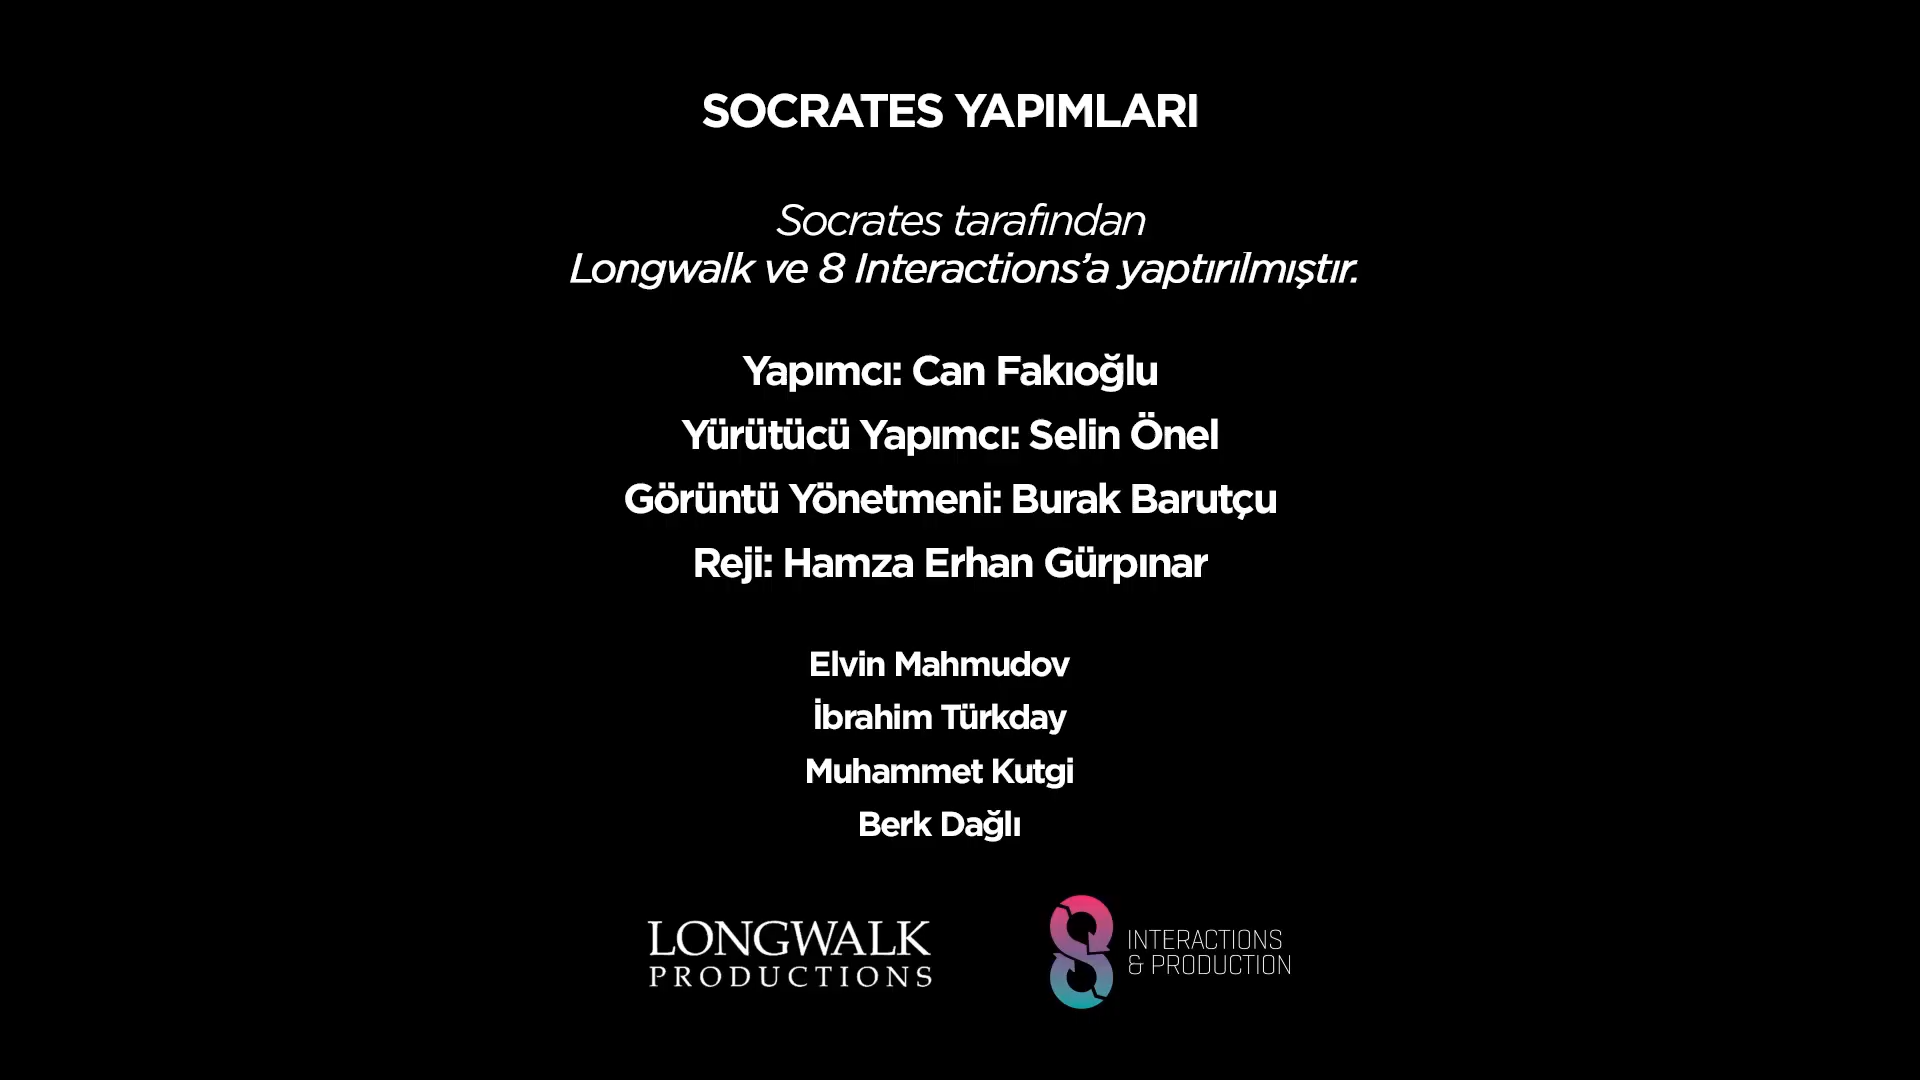 SOCRATES YAPIMLARI
Socrates tarafından
Longwalk ve 8 Interactions’a yaptırılmıştır.
Yapımcı: Can Fakıoğlu
Yürütücü Yapımcı: Selin Önel
Görüntü Yönetmeni: Burak Barutçu
Reji: Hamza Erhan Gürpınar
Elvin Mahmudov
İbrahim Türkday
Muhammet Kutgi
Berk Dağlı
LONGWALK
PRODUCTIONS
8 INTERACTIONS
& PRODUCTION